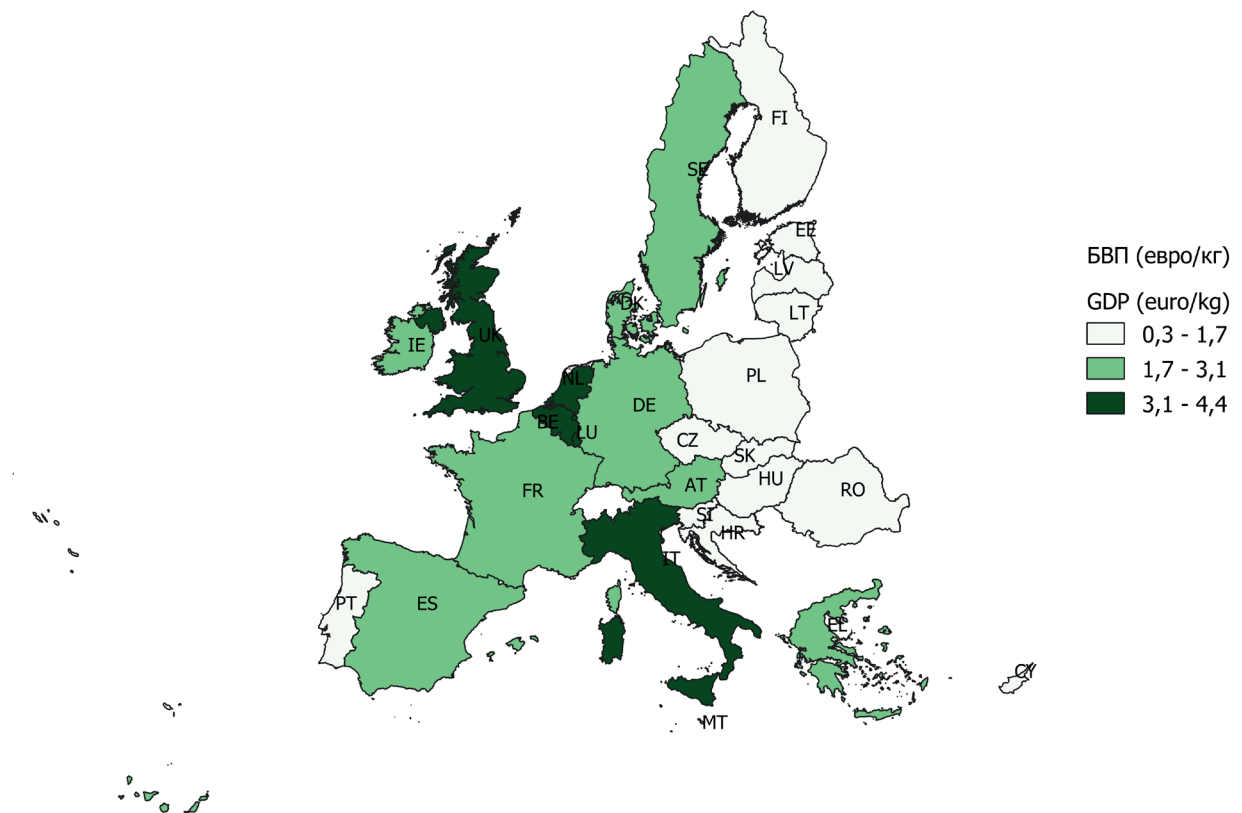 FI
SE
EE
LV
DK
LT
БВП (евро/кг)
GDP (euro/kg)
0,3 - 1,7
1,7 - 3,1
3,1 - 4,4
UK
IE
NL
PL
DE
BE
LU
CZ
SK
HU
AT
FR
RO
SI
HR
IT
PT
ES
EL
CY
MT